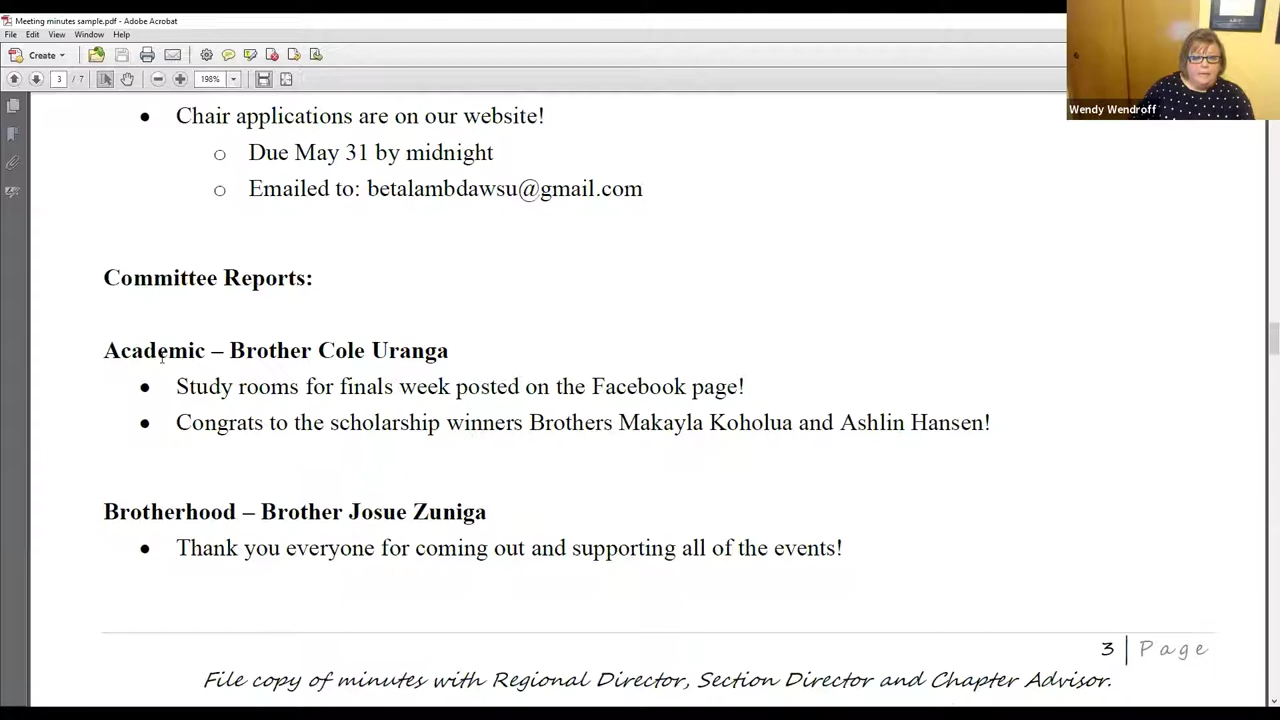 Meeting minutes sample.pdf - Adobe Acrobat
File Edit View Window Help
Create
3 / 7 198%
Wendy Wendroff
• Chair applications are on our website!
○ Due May 31 by midnight
○ Emailed to: betalambdawsu@gmail.com
Committee Reports:
Academic – Brother Cole Uranga
• Study rooms for finals week posted on the Facebook page!
• Congrats to the scholarship winners Brothers Makayla Koholua and Ashlin Hansen!
Brotherhood – Brother Josue Zuniga
• Thank you everyone for coming out and supporting all of the events!
3 | Page
File copy of minutes with Regional Director, Section Director and Chapter Advisor.